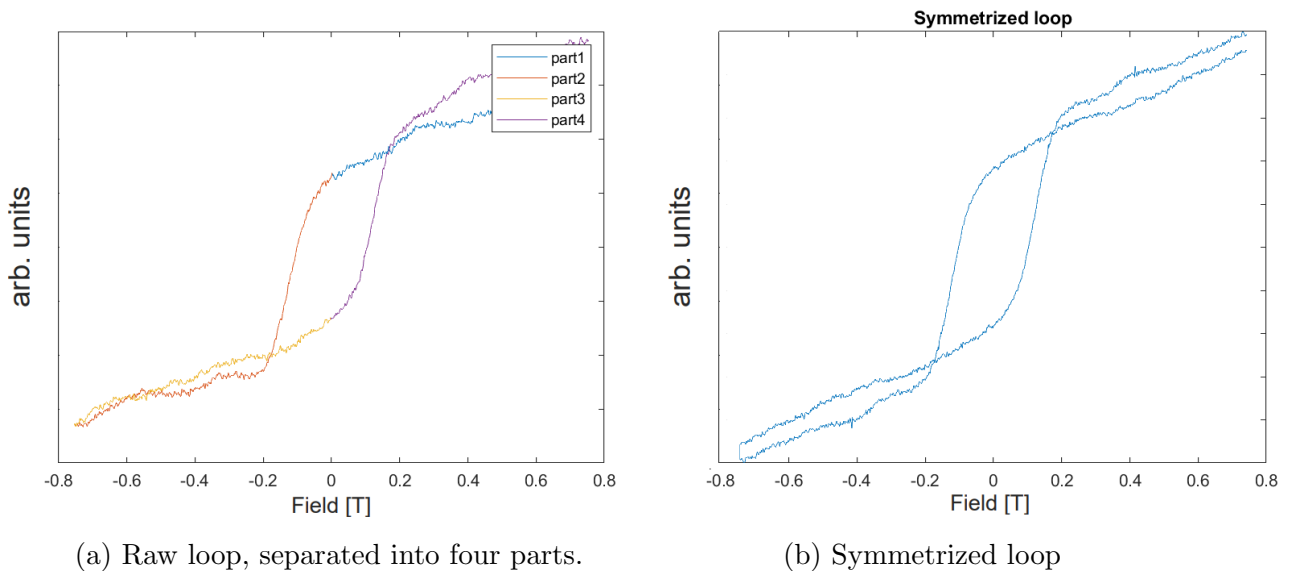 part1
part2
part3
part4
arb. units
-0.8 -0.6 -0.4 -0.2 0 0.2 0.4 0.6 0.8
Field [T]
(a) Raw loop, separated into four parts.
Symmetrized loop
arb. units
-0.8 -0.6 -0.4 -0.2 0 0.2 0.4 0.6 0.8
Field [T]
(b) Symmetrized loop